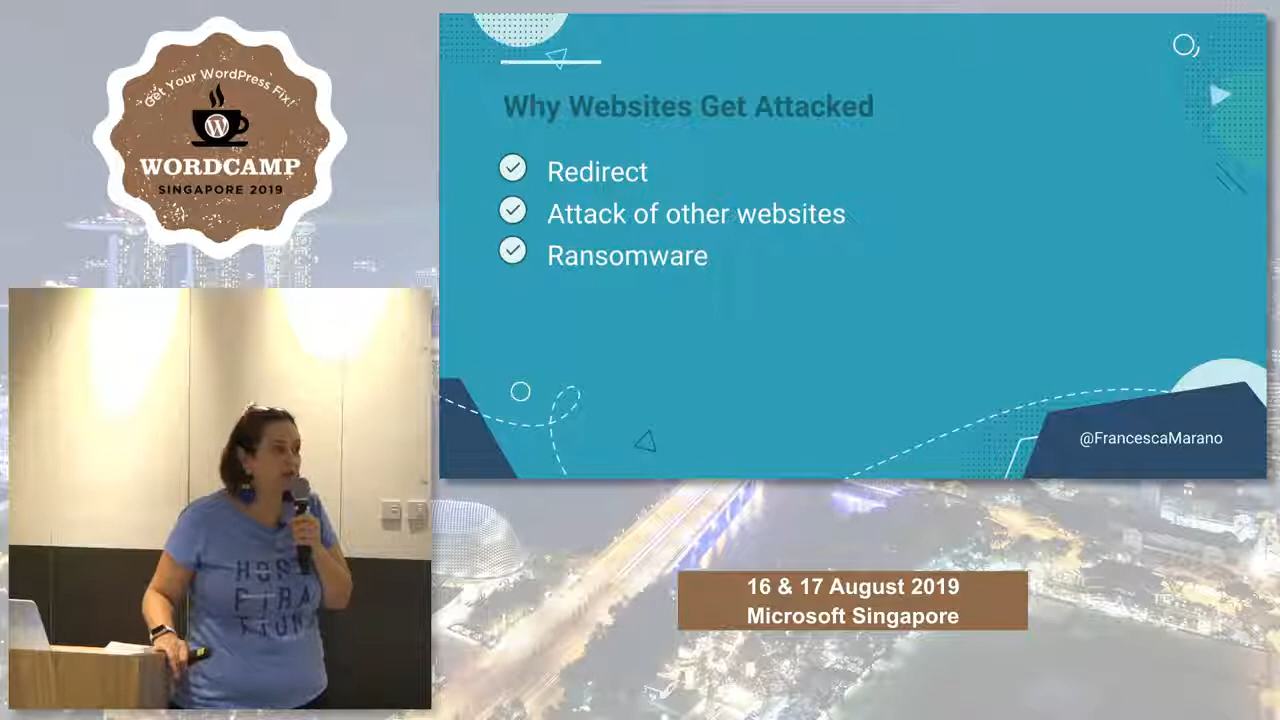 Get Your WordPress Fix!
WORDCAMP
SINGAPORE 2019
Why Websites Get Attacked
Redirect
Attack of other websites
Ransomware
@FrancescaMarano
16 & 17 August 2019
Microsoft Singapore